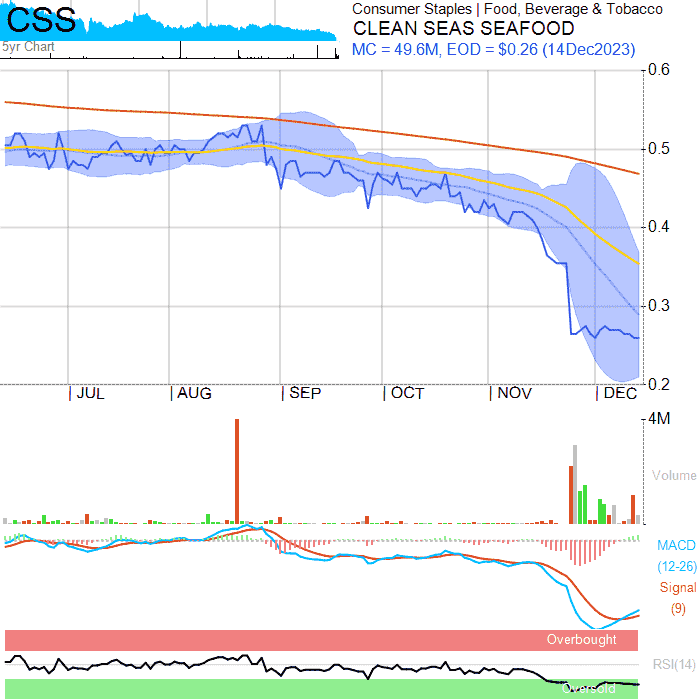 CSS
5yr Chart
Consumer Staples | Food, Beverage & Tobacco
CLEAN SEAS SEAFOOD
MC = 49.6M, EOD = $0.26 (14Dec2023)
0.6
0.5
0.4
0.3
0.2
JUL AUG SEP OCT NOV DEC
4M
Volume
MACD
(12-26)
Signal
(9)
Overbought
RSI(14)
Oversold